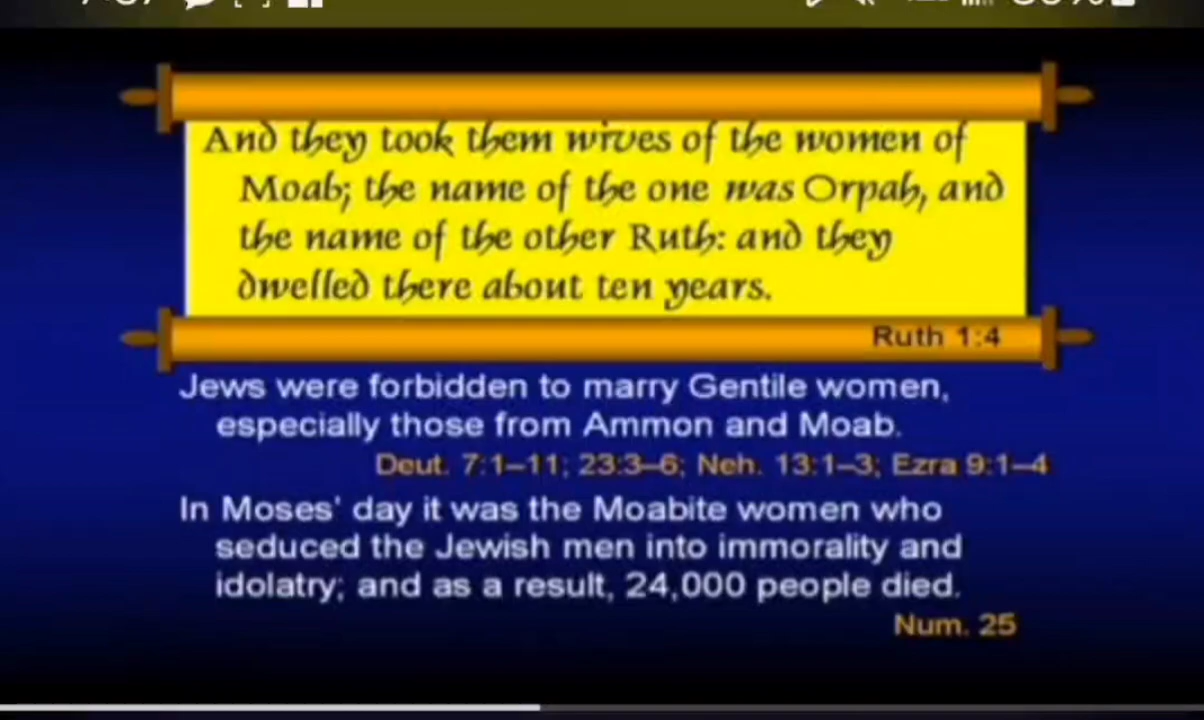 And they took them wives of the women of
Moab; the name of the one was Orpah, and
the name of the other Ruth: and they
dwelled there about ten years.
Ruth 1:4
Jews were forbidden to marry Gentile women,
especially those from Ammon and Moab.
Deut. 7:1–11; 23:3–6; Neh. 13:1–3; Ezra 9:1–4
In Moses' day it was the Moabite women who
seduced the Jewish men into immorality and
idolatry; and as a result, 24,000 people died.
Num. 25